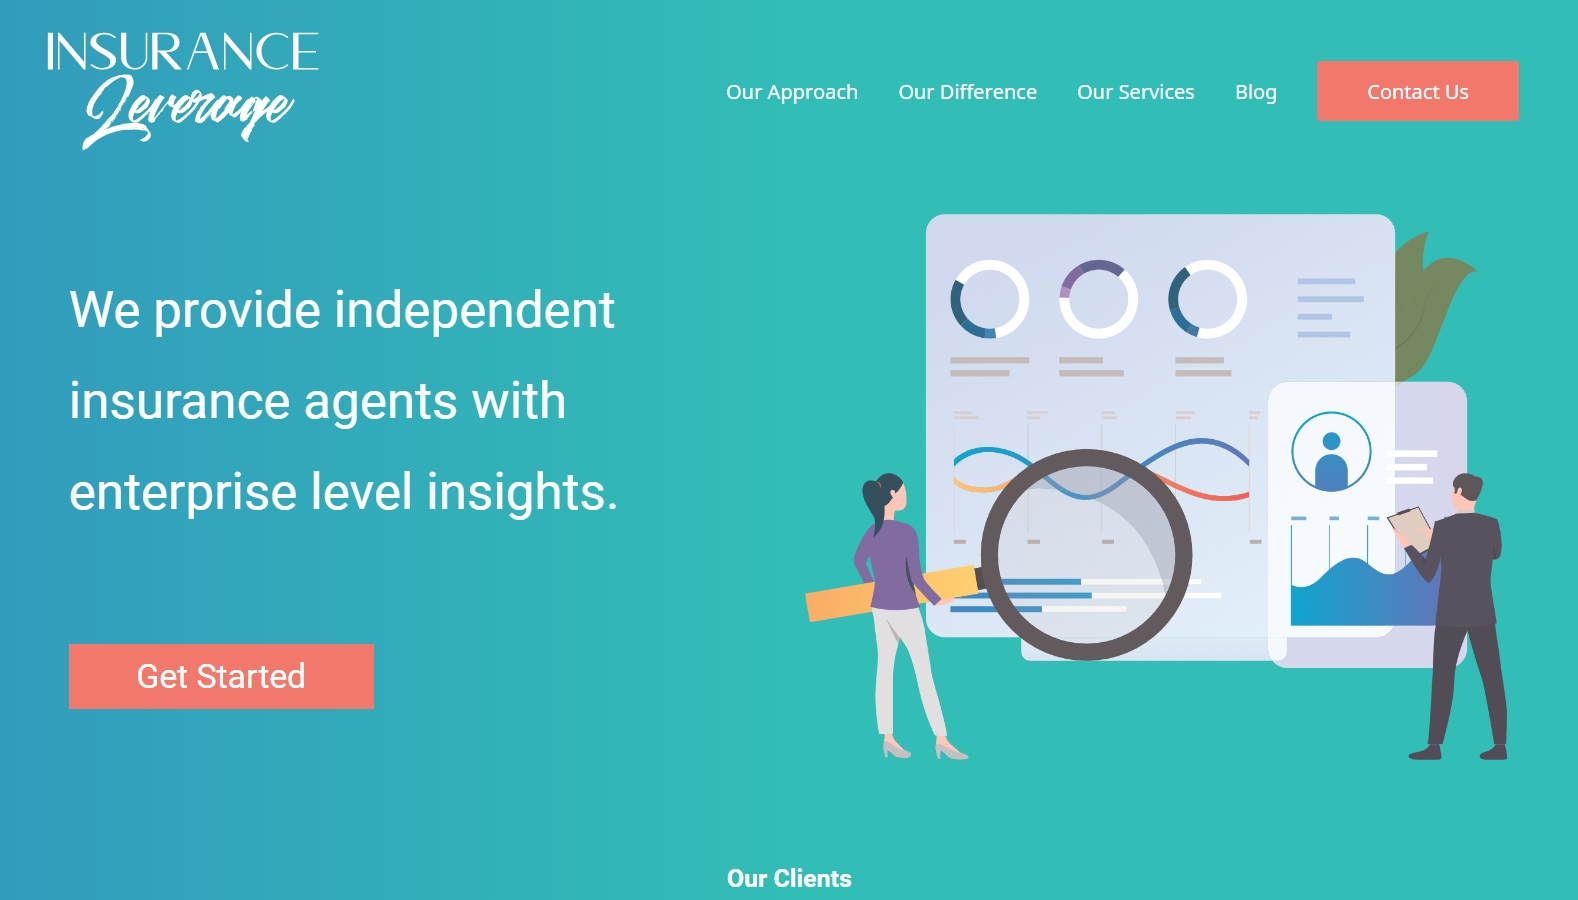 INSURANCE
Leverage
Our Approach Our Difference Our Services Blog Contact Us
We provide independent
insurance agents with
enterprise level insights.
Get Started
Our Clients